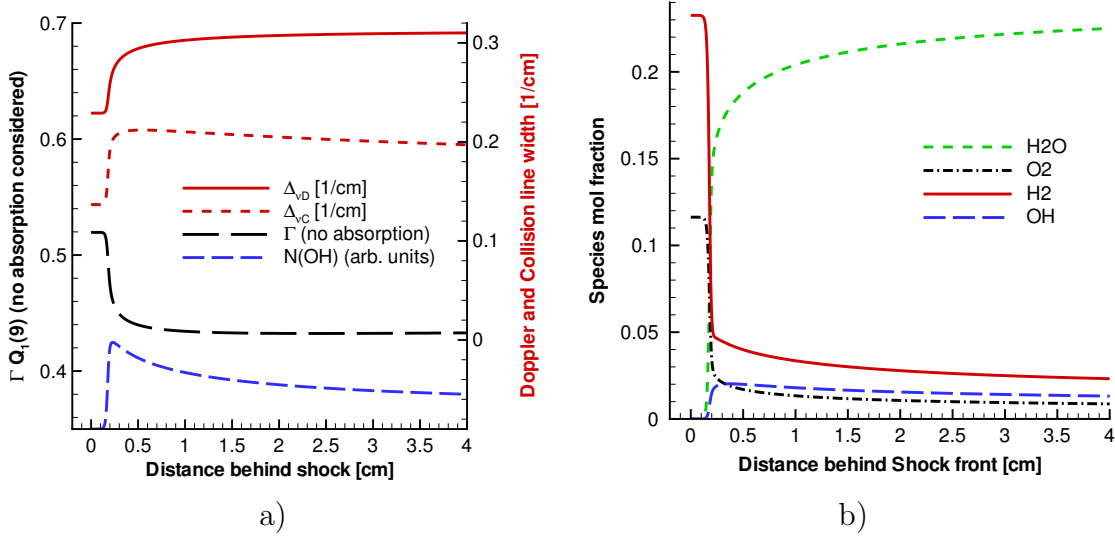 Γ Q₁(9) (no absorption considered)
0.7
0.6
0.5
0.4
0.3
0.2
0.1
0
Doppler and Collision line width [1/cm]
Δ_νD [1/cm]
Δ_νC [1/cm]
Γ (no absorption)
N(OH) (arb. units)
0 0.5 1 1.5 2 2.5 3 3.5 4
Distance behind shock [cm]
a)
Species mol fraction
0.2
0.15
0.1
0.05
0
H2O
O2
H2
OH
0 0.5 1 1.5 2 2.5 3 3.5 4
Distance behind Shock front [cm]
b)